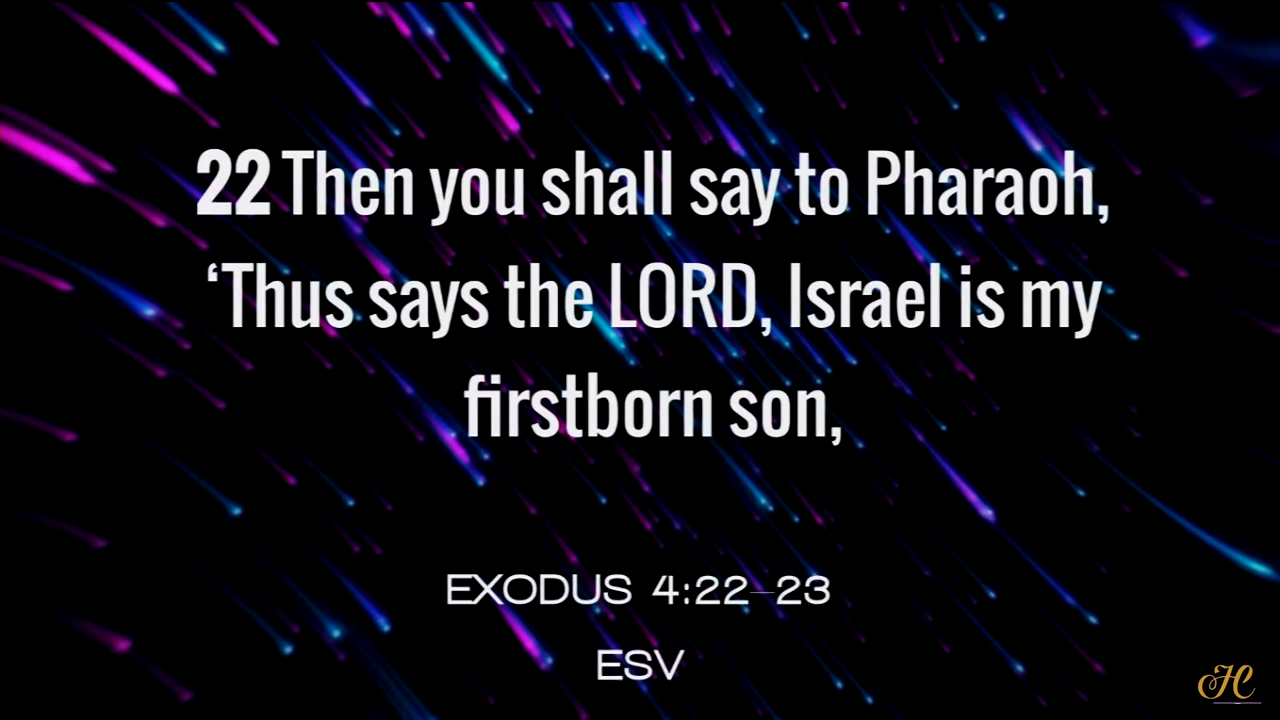 22 Then you shall say to Pharaoh,
‘Thus says the LORD, Israel is my
firstborn son,
EXODUS 4:22–23
ESV
HC